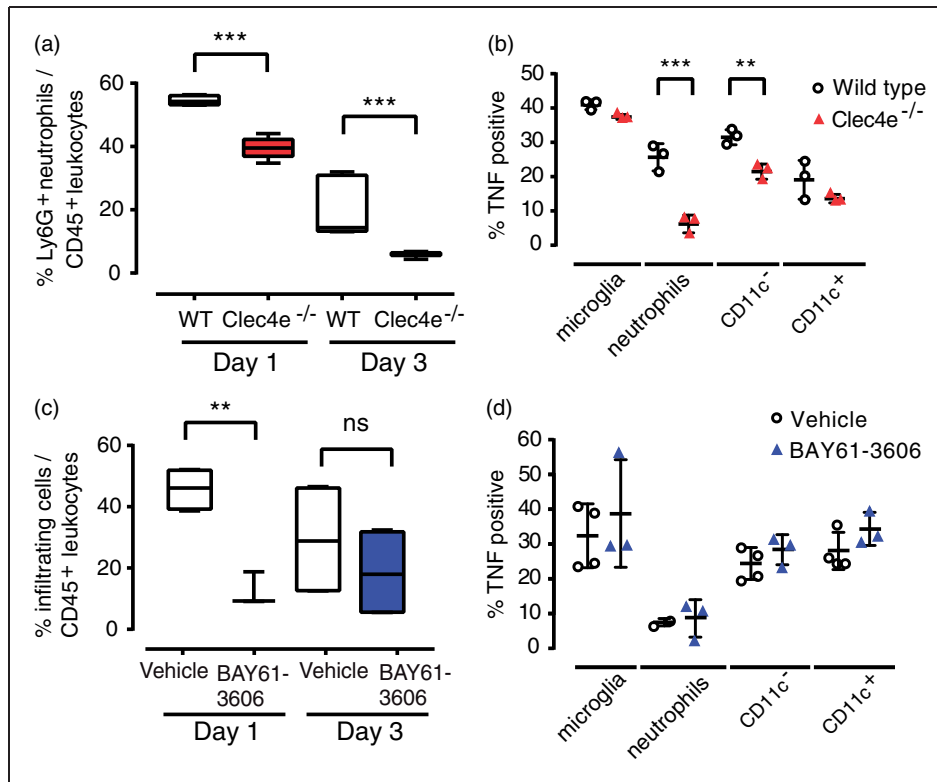 (a)
% Ly6G+neutrophils /
CD45+leukocytes
60
40
20
0
***
***
WT Clec4e -/- WT Clec4e -/-
Day 1 Day 3
(b)
% TNF positive
50
40
30
20
10
0
*** **
Wild type
Clec4e -/-
microglia neutrophils CD11c- CD11c+
(c)
% infiltrating cells /
CD45+ leukocytes
60
40
20
0
**
ns
Vehicle BAY61-
3606
Vehicle BAY61-
3606
Day 1 Day 3
(d)
% TNF positive
60
50
40
30
20
10
0
Vehicle
BAY61-3606
microglia neutrophils CD11c- CD11c+